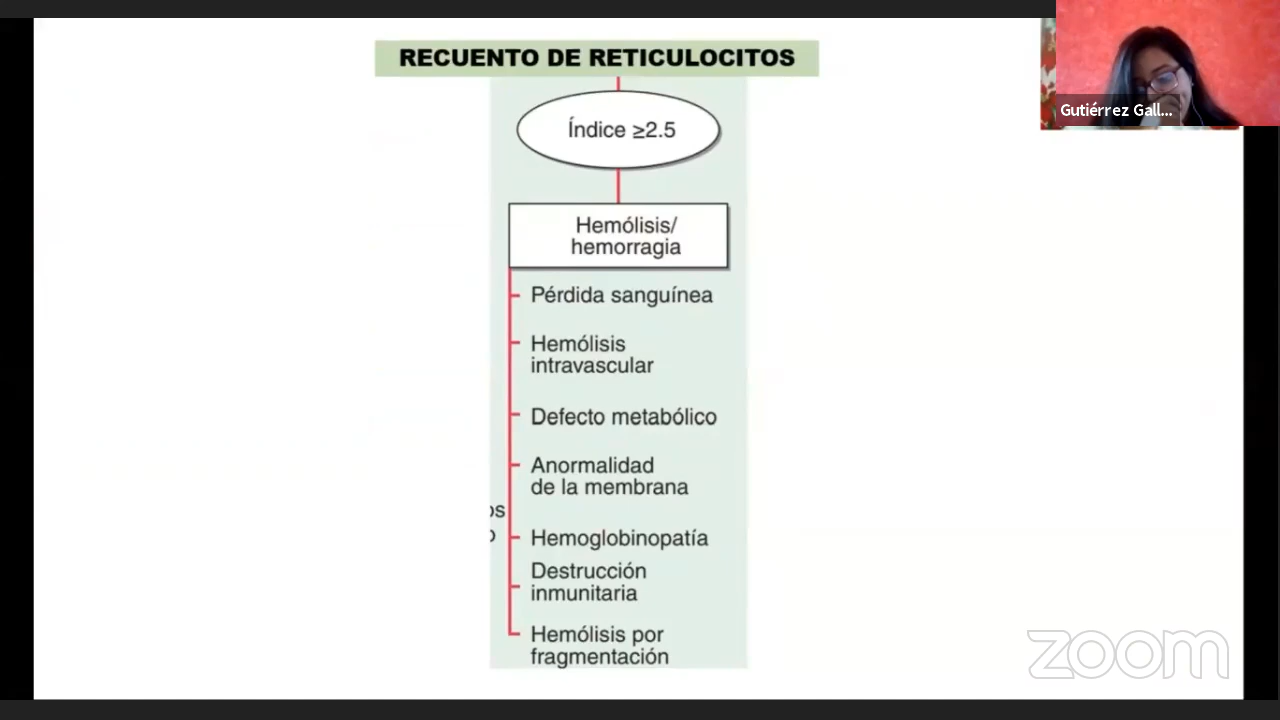 RECUENTO DE RETICULOCITOS
Índice ≥2.5
Hemólisis/
hemorragia
Pérdida sanguínea
Hemólisis
intravascular
Defecto metabólico
Anormalidad
de la membrana
os
o
Hemoglobinopatía
Destrucción
inmunitaria
Hemólisis por
fragmentación
Gutiérrez Gall...
zoom